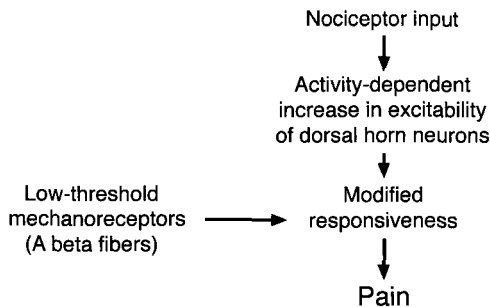 Nociceptor input
Activity-dependent
increase in excitability
of dorsal horn neurons
Low-threshold
mechanoreceptors
(A beta fibers)
Modified
responsiveness
Pain